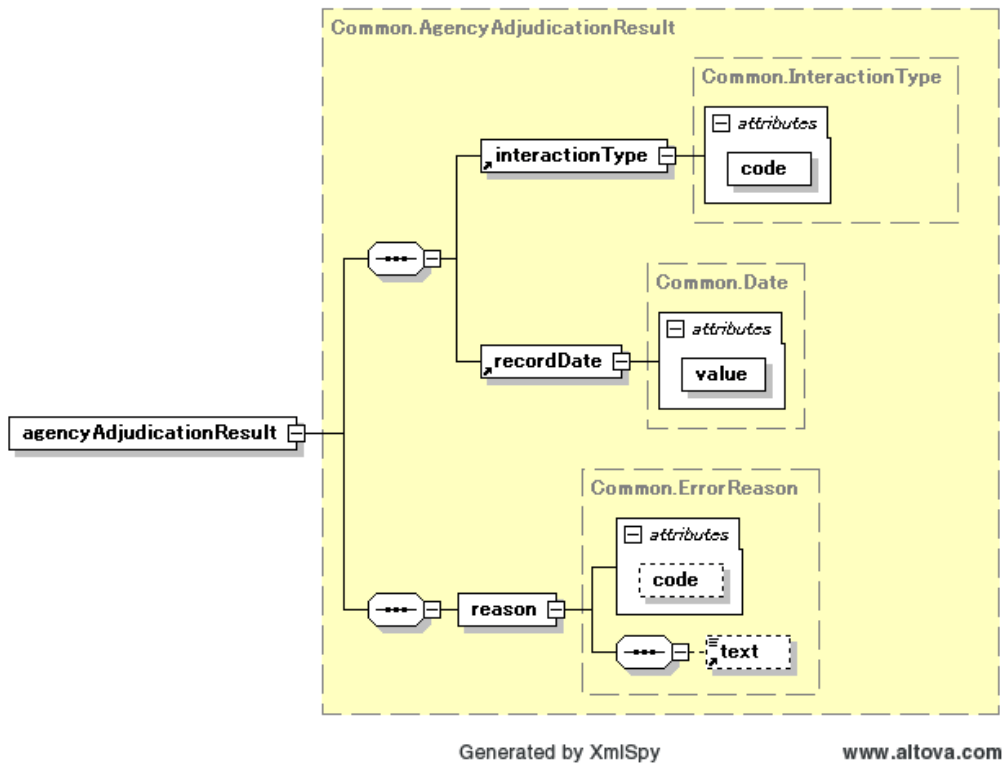 Common.AgencyAdjudicationResult
Common.InteractionType
attributes
interactionType
code
Common.Date
attributes
recordDate
value
agencyAdjudicationResult
Common.ErrorReason
attributes
code
reason
text
Generated by XmlSpy www.altova.com